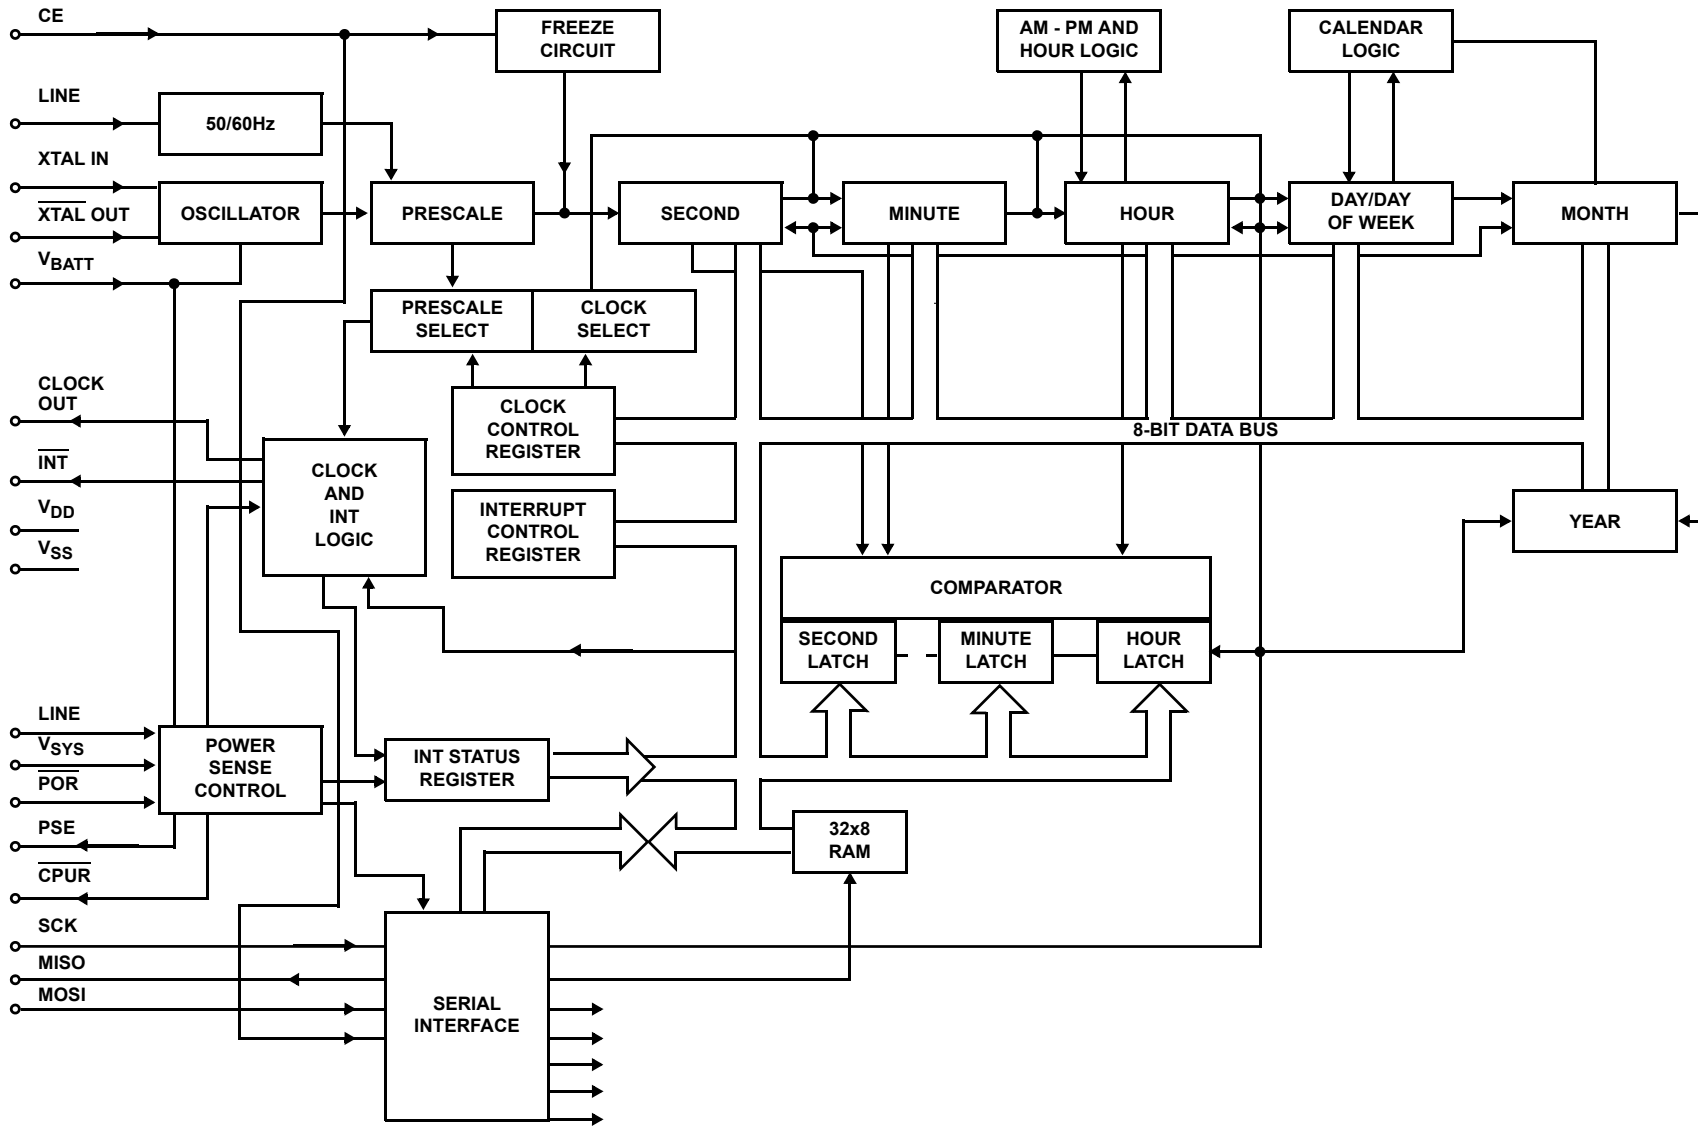 CE
FREEZE
CIRCUIT
AM - PM AND
HOUR LOGIC
CALENDAR
LOGIC
LINE
50/60Hz
XTAL IN
XTAL OUT
OSCILLATOR
PRESCALE
SECOND
MINUTE
HOUR
DAY/DAY
OF WEEK
MONTH
VBATT
PRESCALE
SELECT
CLOCK
SELECT
CLOCK
OUT
CLOCK
CONTROL
REGISTER
8-BIT DATA BUS
INT
CLOCK
AND
INT
LOGIC
VDD
VSS
INTERRUPT
CONTROL
REGISTER
YEAR
COMPARATOR
SECOND
LATCH
MINUTE
LATCH
HOUR
LATCH
LINE
VSYS
POR
POWER
SENSE
CONTROL
INT STATUS
REGISTER
PSE
32x8
RAM
CPUR
SCK
MISO
MOSI
SERIAL
INTERFACE